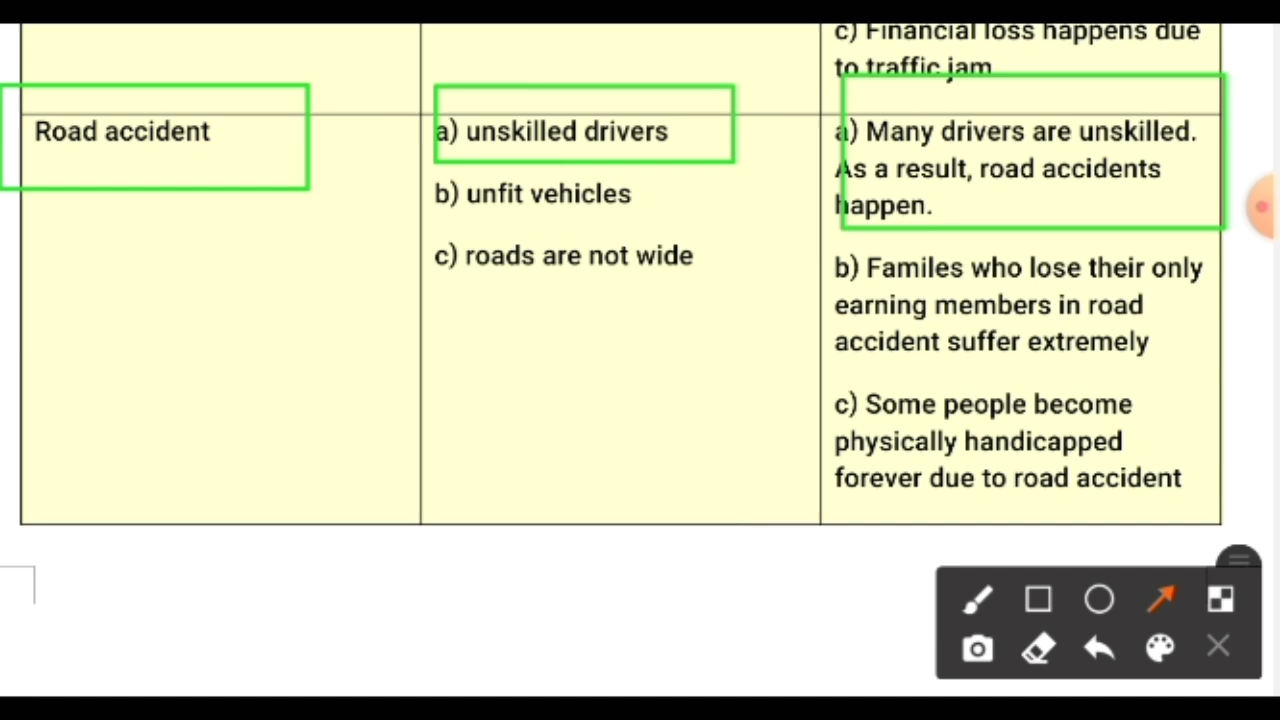 c) Financial loss happens due
to traffic jam
Road accident
a) unskilled drivers
b) unfit vehicles
c) roads are not wide
a) Many drivers are unskilled.
As a result, road accidents
happen.
b) Familes who lose their only
earning members in road
accident suffer extremely
c) Some people become
physically handicapped
forever due to road accident